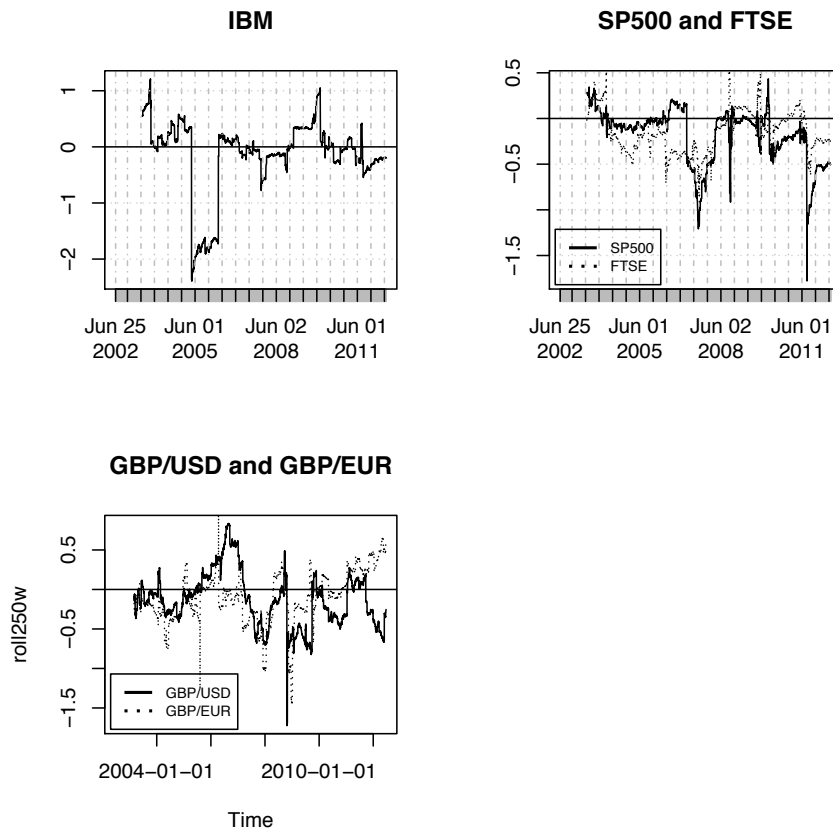 IBM
1
0
−1
−2
Jun 25
2002
Jun 01
2005
Jun 02
2008
Jun 01
2011
SP500 and FTSE
0.5
−0.5
−1.5
SP500
FTSE
Jun 25
2002
Jun 01
2005
Jun 02
2008
Jun 01
2011
GBP/USD and GBP/EUR
roll250w
0.5
−0.5
−1.5
GBP/USD
GBP/EUR
2004−01−01
2010−01−01
Time